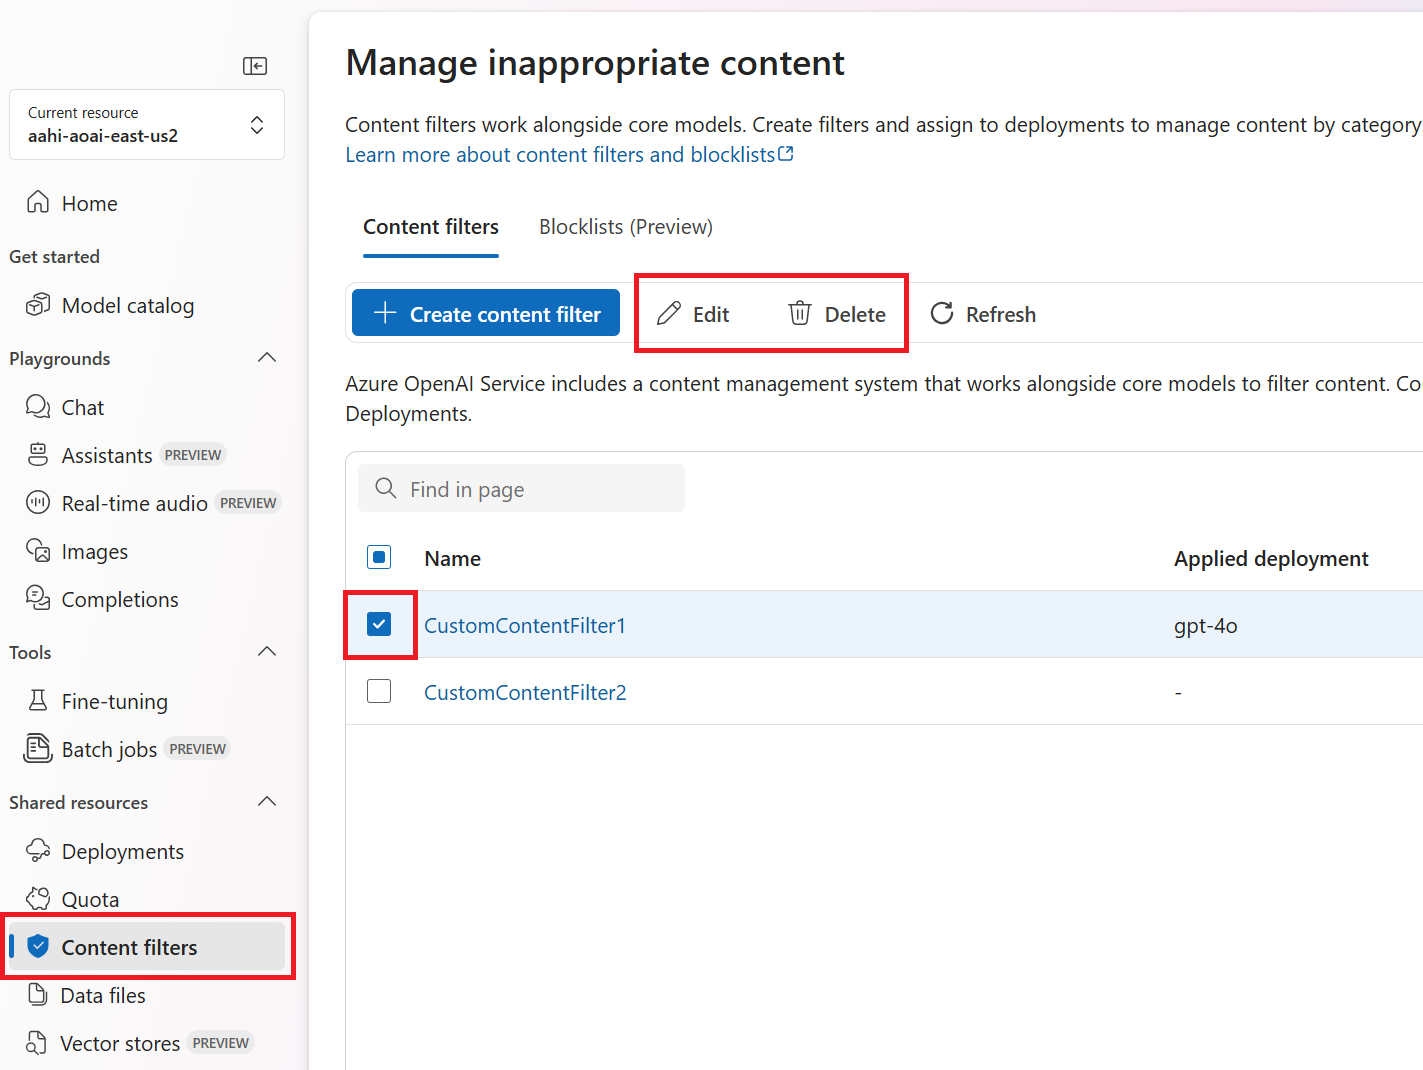 Current resource
aahi-aoai-east-us2
Home
Get started
Model catalog
Playgrounds
Chat
Assistants PREVIEW
Real-time audio PREVIEW
Images
Completions
Tools
Fine-tuning
Batch jobs PREVIEW
Shared resources
Deployments
Quota
Content filters
Data files
Vector stores PREVIEW
Manage inappropriate content
Content filters work alongside core models. Create filters and assign to deployments to manage content by category
Learn more about content filters and blocklists
Content filters Blocklists (Preview)
Create content filter Edit Delete Refresh
Azure OpenAI Service includes a content management system that works alongside core models to filter content. Co
Deployments.
Find in page
Name Applied deployment
CustomContentFilter1 gpt-4o
CustomContentFilter2 -